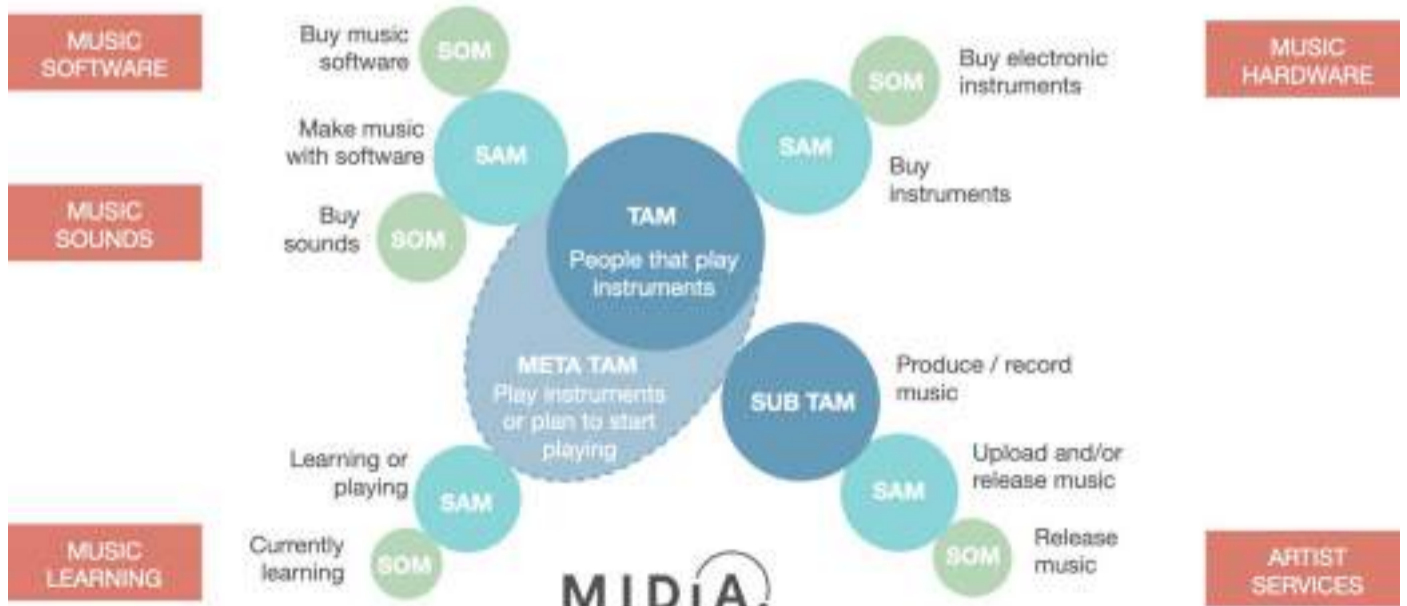 MUSIC
SOFTWARE
Buy music
software
SOM
SOM
Buy electronic
instruments
MUSIC
HARDWARE
Make music
with software
SAM
SAM
Buy
instruments
MUSIC
SOUNDS
Buy
sounds
SOM
TAM
People that play
instruments
META TAM
Play instruments
or plan to start
playing
SUB TAM
Produce / record
music
Learning or
playing
SAM
SAM
Upload and/or
release music
MUSIC
LEARNING
Currently
learning
SOM
SOM
Release
music
ARTIST
SERVICES
MIDiA